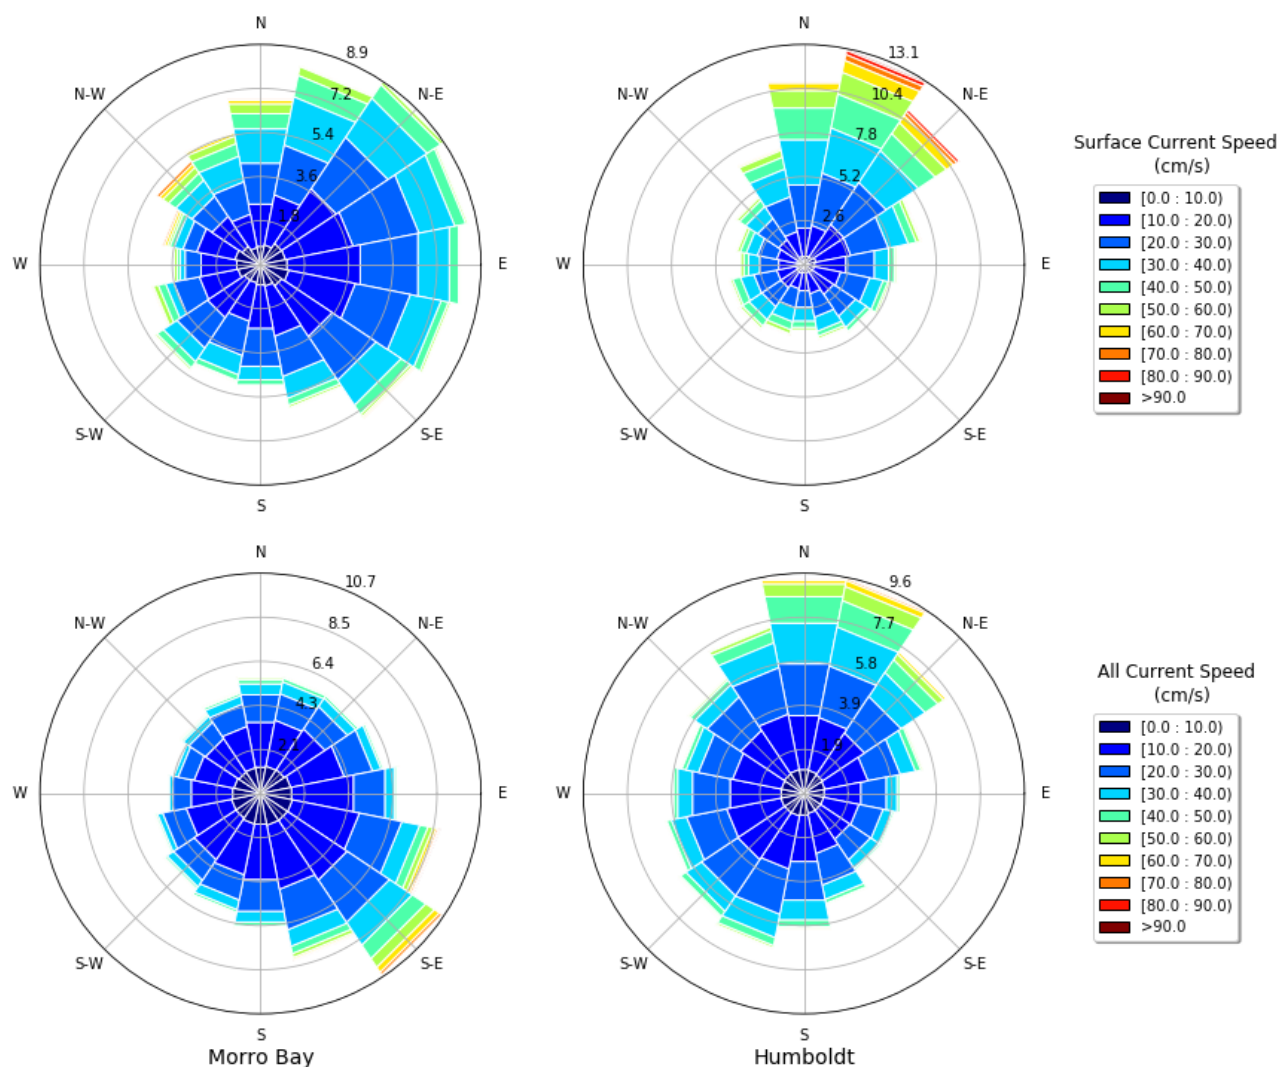 N
N
8.9
13.1
N-W
7.2
N-E
N-W
10.4
N-E
5.4
7.8
3.6
5.2
1.8
2.6
W
E
W
E
S-W
S-E
S-W
S-E
S
S
Surface Current Speed
(cm/s)
[0.0 : 10.0)
[10.0 : 20.0)
[20.0 : 30.0)
[30.0 : 40.0)
[40.0 : 50.0)
[50.0 : 60.0)
[60.0 : 70.0)
[70.0 : 80.0)
[80.0 : 90.0)
>90.0
N
N
10.7
9.6
N-W
8.5
N-E
N-W
7.7
N-E
6.4
5.8
4.3
3.9
2.1
1.9
W
E
W
E
S-W
S-E
S-W
S-E
S
S
All Current Speed
(cm/s)
[0.0 : 10.0)
[10.0 : 20.0)
[20.0 : 30.0)
[30.0 : 40.0)
[40.0 : 50.0)
[50.0 : 60.0)
[60.0 : 70.0)
[70.0 : 80.0)
[80.0 : 90.0)
>90.0
Morro Bay
Humboldt